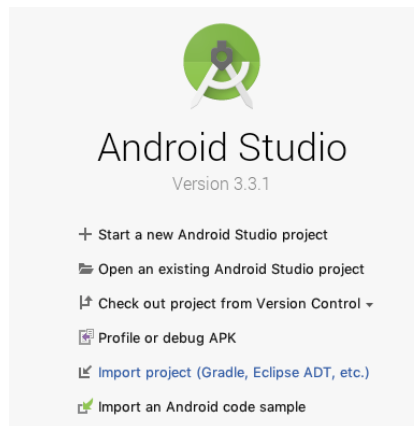 Android Studio
Version 3.3.1
Start a new Android Studio project
Open an existing Android Studio project
Check out project from Version Control
Profile or debug APK
Import project (Gradle, Eclipse ADT, etc.)
Import an Android code sample